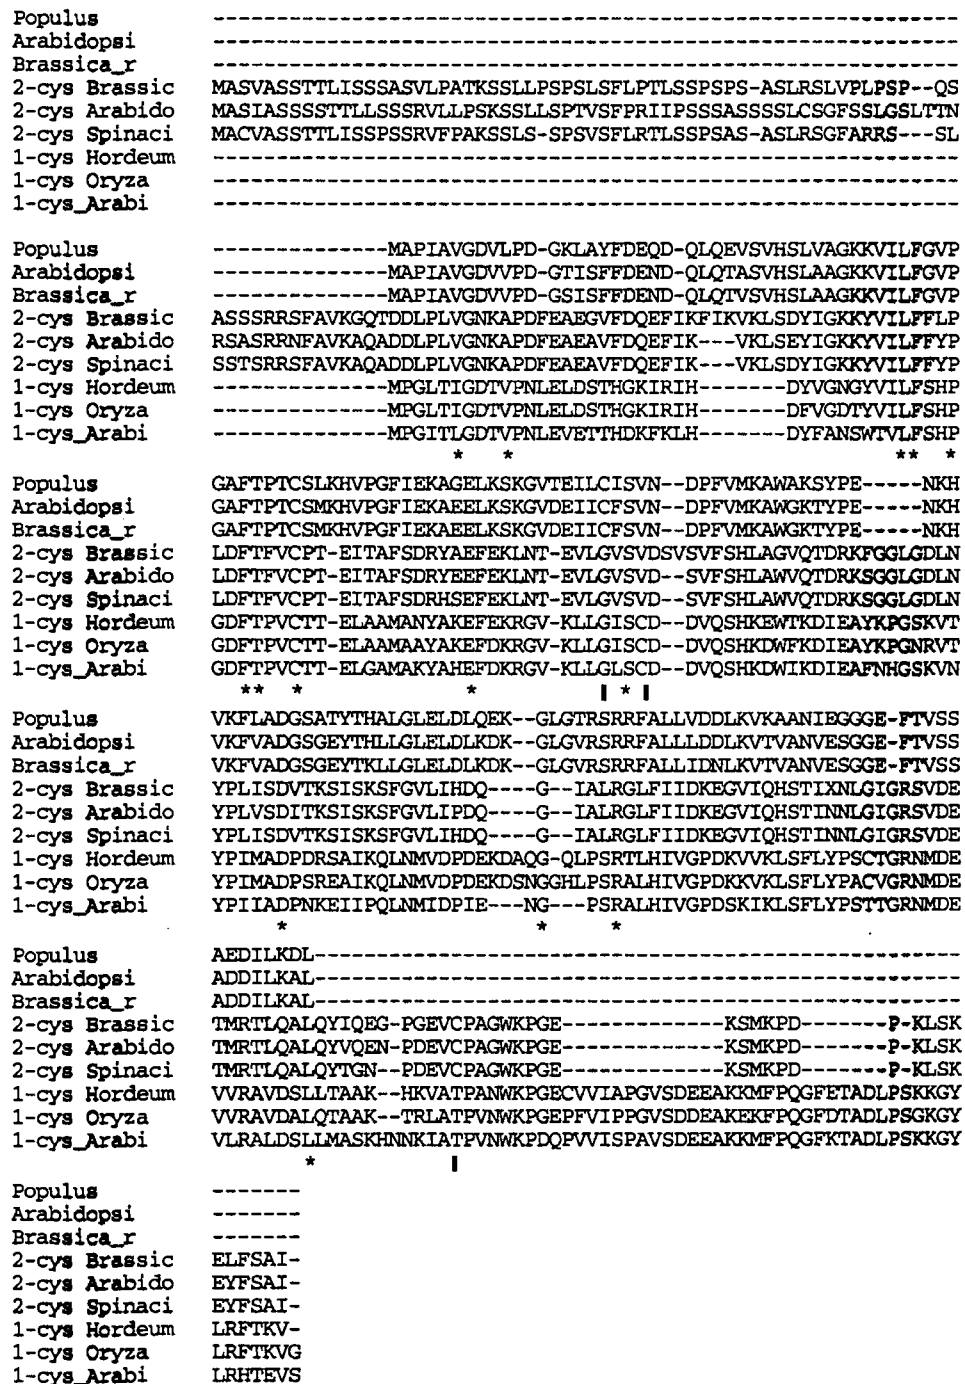 Populus ------------------------------------------------------------------------------------
Arabidopsi ------------------------------------------------------------------------------------
Brassica_r ------------------------------------------------------------------------------------
2-cys Brassic MASVASSTTLISSSASVLPATKSSLLPSPSLSFLPTLSSPSPS-ASLRSLVPLPSP--QS
2-cys Arabido MASIASSSSTTLLSSSRVLLPSKSSLLSPTVSFPRIIPSSSASSSSLCSGFSSLGSLTTN
2-cys Spinaci MACVASSTTLISSPSSRVFPAKSSLS-SPSVSFLRTLSSPSAS-ASLRSGFARRS---SL
1-cys Hordeum ------------------------------------------------------------
1-cys Oryza ------------------------------------------------------------
1-cys_Arabi ------------------------------------------------------------
Populus --------------MAPIAVGDVLPD-GKLAYFDEQD-QLQEVSVHSLVAGKKVILFGVP
Arabidopsi --------------MAPIAVGDVVPD-GTISFFDEND-QLQTASVHSLAAGKKVILFGVP
Brassica_r --------------MAPIAVGDVVPD-GSISFFDEND-QLQTVSVHSLAAGKKVILFGVP
2-cys Brassic ASSSRRSFAVKGQTDDLPLVGNKAPDFEAEGVFDQEFIKFIKVKLSDYIGKKYVILFFLP
2-cys Arabido RSASRRNFAVKAQADDLPLVGNKAPDFEAEAVFDQEFIK---VKLSEYIGKKYVILFFYP
2-cys Spinaci SSTSRRSFAVKAQADDLPLVGNKAPDFEAEAVFDQEFIK---VKLSDYIGKKYVILFFYP
1-cys Hordeum --------------MPGLTIGDTVPNLELDSTHGKIRIH-------DYVGNGYVILFSHP
1-cys Oryza --------------MPGLTIGDTVPNLELDSTHGKIRIH-------DFVGDTYVILFSHP
1-cys_Arabi --------------MPGITLGDTVPNLEVETTHDKFKLH-------DYFANSWTVLFSHP
* * ** *
Populus GAFTPTCSLKHVPGFIEKAGELKSKGVTEILCISVN--DPFVMKAWAKSYPE-----NKH
Arabidopsi GAFTPTCSMKHVPGFIEKAEELKSKGVDEIICFSVN--DPFVMKAWGKTYPE-----NKH
Brassica_r GAFTPTCSMKHVPGFIEKAEELKSKGVDEIICFSVN--DPFVMKAWGKTYPE-----NKH
2-cys Brassic LDFTFVCPT-EITAFSDRYAEFEKLNT-EVLGVSVDSVSVFSHLAGVQTDRKFGGLGDLN
2-cys Arabido LDFTFVCPT-EITAFSDRYEEFEKLNT-EVLGVSVD--SVFSHLAWVQTDRKSGGLGDLN
2-cys Spinaci LDFTFVCPT-EITAFSDRHSEFEKLNT-EVLGVSVD--SVFSHLAWVQTDRKSGGLGDLN
1-cys Hordeum GDFTPVCTT-ELAAMANYAKEFEKRGV-KLLGISCD--DVQSHKEWTKDIEAYKPGSKVT
1-cys Oryza GDFTPVCTT-ELAAMAAYAKEFDKRGV-KLLGISCD--DVQSHKDWFKDIEAYKPGNRVT
1-cys_Arabi GDFTPVCTT-ELGAMAKYAHEFDKRGV-KLLGLSCD--DVQSHKDWIKDIEAFNHGSKVN
** * * | * |
Populus VKFLADGSATYTHALGLELDLQEK--GLGTRSRRFALLVDDLKVKAANIEGGGE-FTVSS
Arabidopsi VKFVADGSGEYTHLLGLELDLKDK--GLGVRSRRFALLLDDLKVTVANVESGGE-FTVSS
Brassica_r VKFVADGSGEYTKLLGLELDLKDK--GLGVRSRRFALLIDNLKVTVANVESGGE-FTVSS
2-cys Brassic YPLISDVTKSISKSFGVLIHDQ----G--IALRGLFIIDKEGVIQHSTIXNLGIGRSVDE
2-cys Arabido YPLVSDITKSISKSFGVLIPDQ----G--IALRGLFIIDKEGVIQHSTINNLGIGRSVDE
2-cys Spinaci YPLISDVTKSISKSFGVLIHDQ----G--IALRGLFIIDKEGVIQHSTINNLGIGRSVDE
1-cys Hordeum YPIMADPDRSAIKQLNMVDPDEKDAQG-QLPSRTLHIVGPDKVVKLSFLYPSCTGRNMDE
1-cys Oryza YPIMADPSREAIKQLNMVDPDEKDSNGGHLPSRALHIVGPDKKVKLSFLYPACVGRNMDE
1-cys_Arabi YPIIADPNKEIIPQLNMIDPIE---NG---PSRALHIVGPDSKIKLSFLYPSTTGRNMDE
* * *
Populus AEDILKDL----------------------------------------------------
Arabidopsi ADDILKAL----------------------------------------------------
Brassica_r ADDILKAL----------------------------------------------------
2-cys Brassic TMRTLQALQYIQEG-PGEVCPAGWKPGE-------------KSMKPD-------P-KLSK
2-cys Arabido TMRTLQALQYVQEN-PDEVCPAGWKPGE-------------KSMKPD-------P-KLSK
2-cys Spinaci TMRTLQALQYTGN-PDEVCPAGWKPGE-------------KSMKPD-------P-KLSK
1-cys Hordeum VVRAVDSLLTAAK--HKVATPANWKPGECVVIAPGVSDEEAKKMFPQGFETADLPSKKGY
1-cys Oryza VVRAVDALQTAAK--TRLATPVNWKPGEPFVIPPGVSDDEAKEKFPQGFDTADLPSGKGY
1-cys_Arabi VLRALDSLLMASKHNNKIATPVNWKPDQPVVISPAVSDEEAKKMFPQGFKTADLPSKKGY
* |
Populus -------
Arabidopsi -------
Brassica_r -------
2-cys Brassic ELFSAI-
2-cys Arabido EYFSAI-
2-cys Spinaci EYFSAI-
1-cys Hordeum LRFTKV-
1-cys Oryza LRFTKVG
1-cys_Arabi LRHTEVS